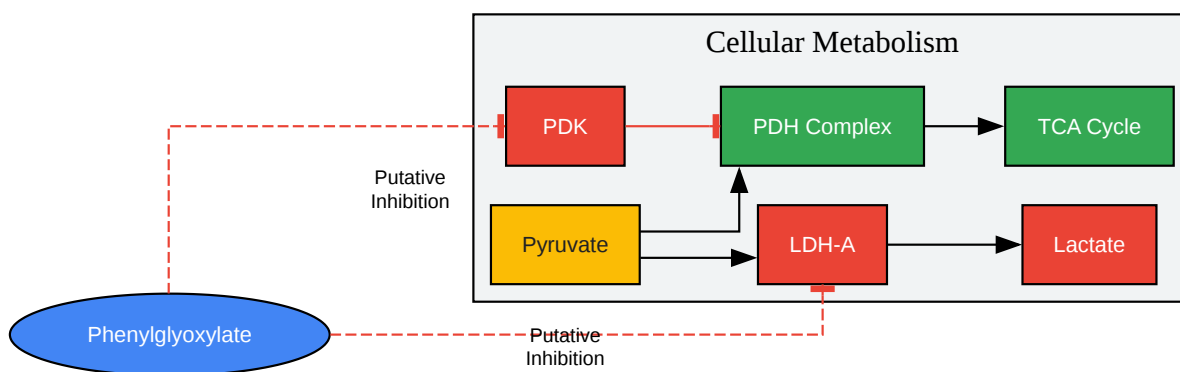 Cellular Metabolism
PDK
PDH Complex
TCA Cycle
Putative
Inhibition
Pyruvate
LDH-A
Lactate
Phenylglyoxylate
Putative
Inhibition